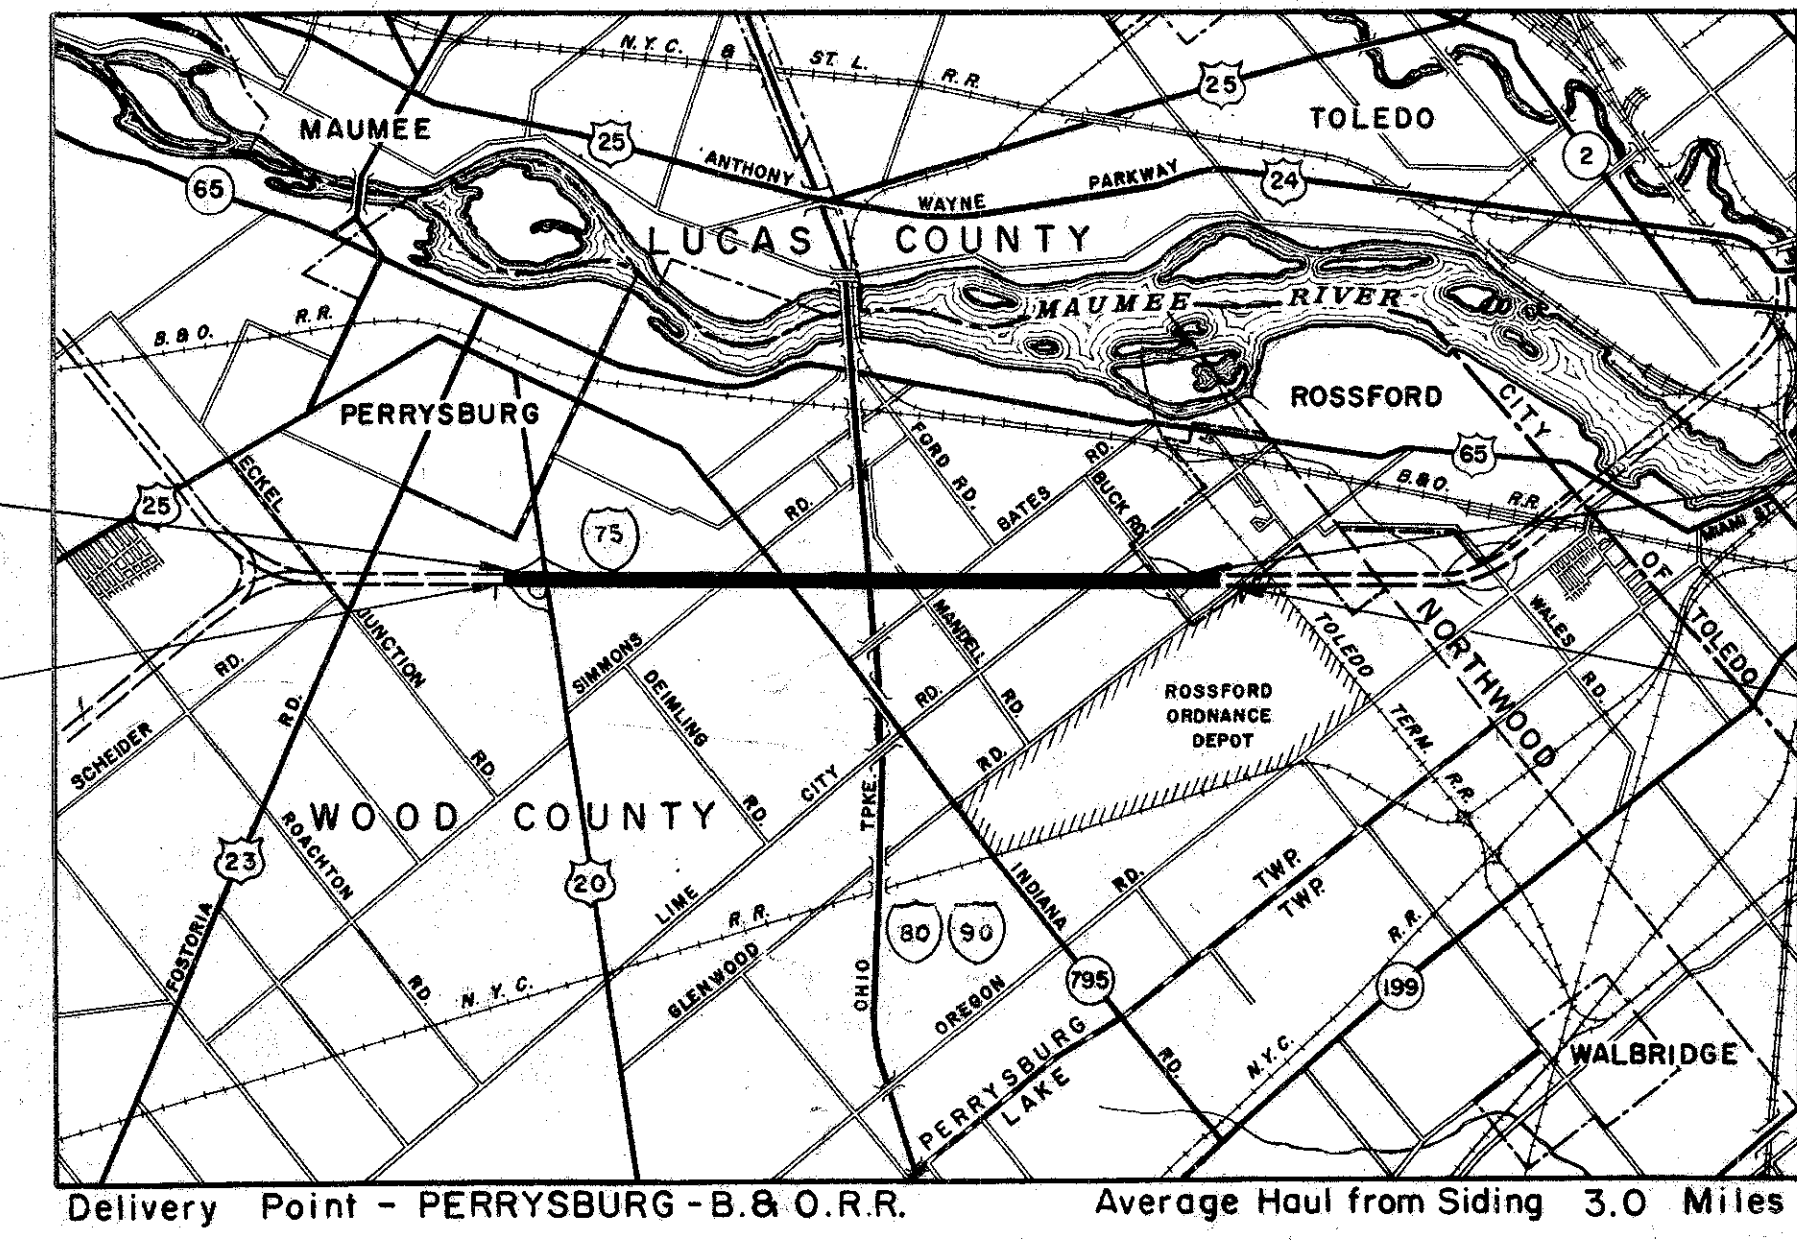 N.Y.C. & ST L. R.R.
25
TOLEDO
MAUMEE
25
2
ANTHONY WAYNE PARKWAY
24
65
LUCAS COUNTY
MAUMEE RIVER
B.&O. R.R.
PERRYSBURG
ROSSFORD
CITY OF TOLEDO
65
B.&O. R.R.
MIAMI ST.
25
ECKEL JUNCTION RD.
75
FORD RD.
BATES RD.
BUCK RD.
SIMMONS RD.
MANDELL RD.
TOLEDO TERM. R.R.
NORTHWOOD
WALES RD.
SCHEIDER RD.
DEIMLING RD.
ROSSFORD
ORDNANCE
DEPOT
WOOD COUNTY
LIME CITY RD.
OHIO TPKE.
ROACHTON RD.
23
20
FOSTORIA RD.
N.Y.C. R.R.
GLENWOOD RD.
80
90
INDIANA RD.
795
OREGON RD.
TWP.
TWP.
PERRYSBURG
LAKE
199
N.Y.C. R.R.
WALBRIDGE
Delivery Point - PERRYSBURG - B.& O.R.R. Average Haul from Siding 3.0 Miles